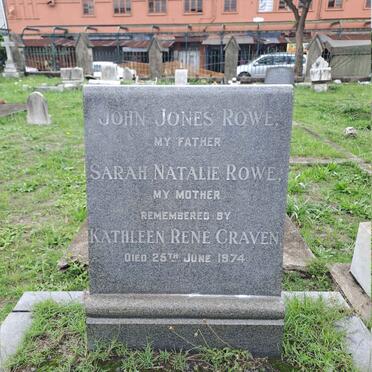 JOHN JONES ROWE,
MY FATHER
SARAH NATALIE ROWE,
MY MOTHER
REMEMBERED BY
KATHLEEN RENE CRAVEN
DIED 25TH JUNE 1974